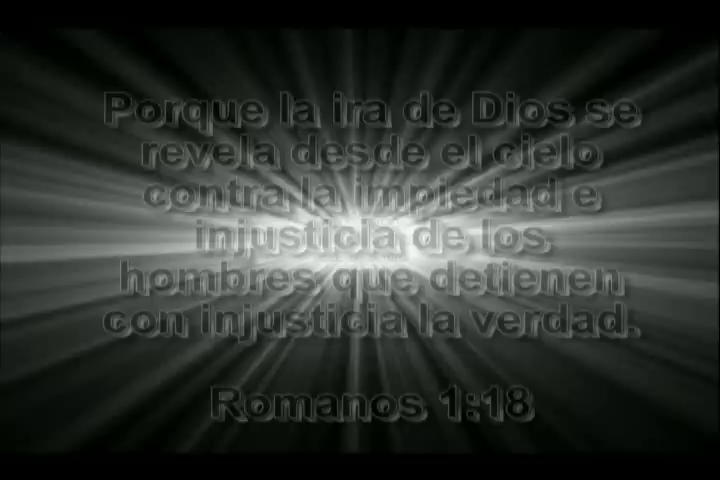 Porque la ira de Dios se
revela desde el cielo
contra la impiedad e
injusticia de los
hombres que detienen
con injusticia la verdad.
Romanos 1:18